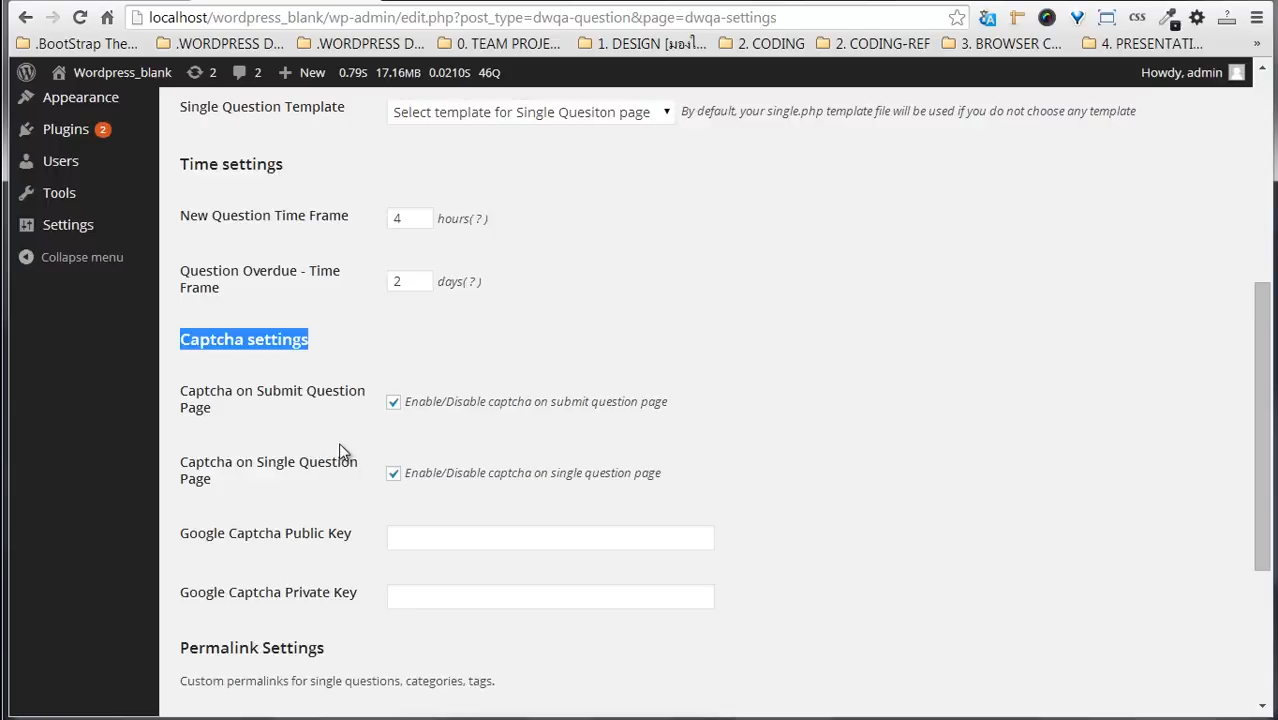 localhost/wordpress_blank/wp-admin/edit.php?post_type=dwqa-question&page=dwqa-settings
.BootStrap The... .WORDPRESS D... .WORDPRESS D... 0. TEAM PROJE... 1. DESIGN [มองใ... 2. CODING 2. CODING-REF 3. BROWSER C... 4. PRESENTATI... »
Wordpress_blank 2 2 New 0.79S 17.16MB 0.0210S 46Q Howdy, admin
Appearance
Plugins 2
Users
Tools
Settings
Collapse menu
Single Question Template Select template for Single Quesiton page By default, your single.php template file will be used if you do not choose any template
Time settings
New Question Time Frame 4 hours( ? )
Question Overdue - Time
Frame 2 days( ? )
Captcha settings
Captcha on Submit Question
Page Enable/Disable captcha on submit question page
Captcha on Single Question
Page Enable/Disable captcha on single question page
Google Captcha Public Key
Google Captcha Private Key
Permalink Settings
Custom permalinks for single questions, categories, tags.